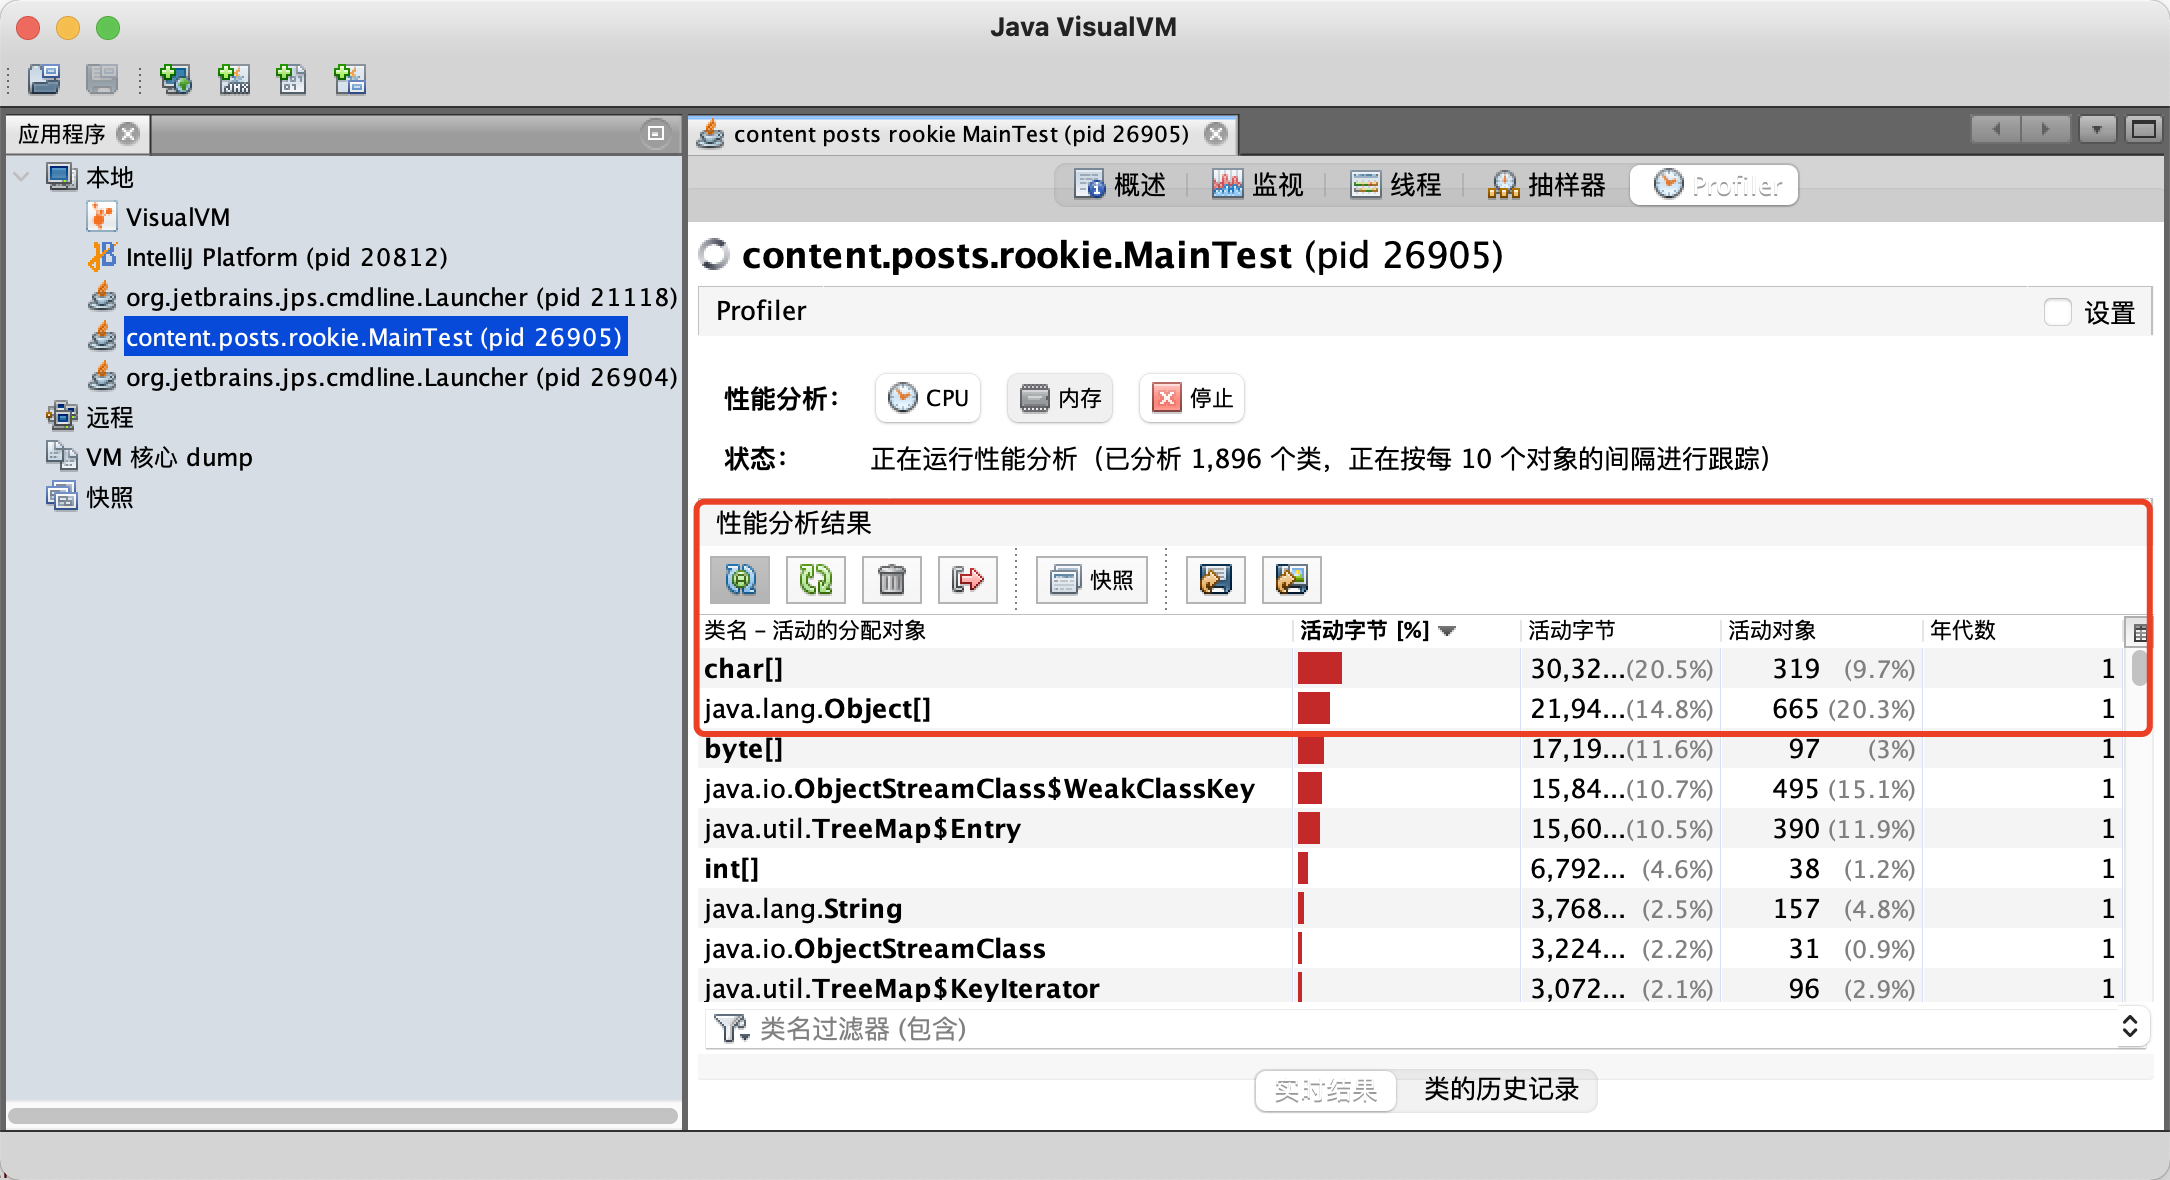 Java VisualVM
应用程序
本地
VisualVM
IntelliJ Platform (pid 20812)
org.jetbrains.jps.cmdline.Launcher (pid 21118)
content.posts.rookie.MainTest (pid 26905)
org.jetbrains.jps.cmdline.Launcher (pid 26904)
远程
VM 核心 dump
快照
content posts rookie MainTest (pid 26905)
概述 监视 线程 抽样器 Profiler
content.posts.rookie.MainTest (pid 26905)
Profiler 设置
性能分析： CPU 内存 停止
状态： 正在运行性能分析（已分析 1,896 个类，正在按每 10 个对象的间隔进行跟踪）
性能分析结果
快照
类名 – 活动的分配对象 活动字节 [%] 活动字节 活动对象 年代数
char[] 30,32...(20.5%) 319 (9.7%) 1
java.lang.Object[] 21,94...(14.8%) 665 (20.3%) 1
byte[] 17,19...(11.6%) 97 (3%) 1
java.io.ObjectStreamClass$WeakClassKey 15,84...(10.7%) 495 (15.1%) 1
java.util.TreeMap$Entry 15,60...(10.5%) 390 (11.9%) 1
int[] 6,792... (4.6%) 38 (1.2%) 1
java.lang.String 3,768... (2.5%) 157 (4.8%) 1
java.io.ObjectStreamClass 3,224... (2.2%) 31 (0.9%) 1
java.util.TreeMap$KeyIterator 3,072... (2.1%) 96 (2.9%) 1
类名过滤器 (包含)
实时结果 类的历史记录